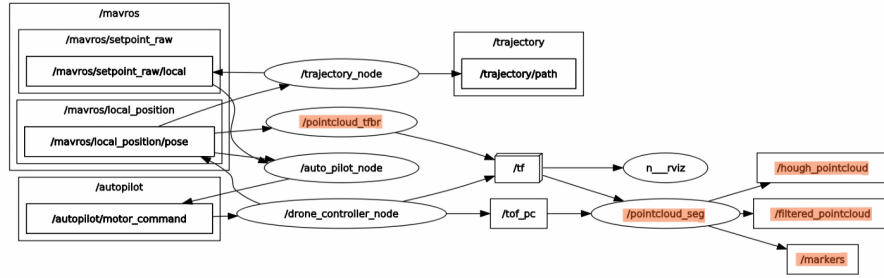 /mavros
/mavros/setpoint_raw
/mavros/setpoint_raw/local
/mavros/local_position
/mavros/local_position/pose
/autopilot
/autopilot/motor_command
/trajectory_node
/pointcloud_tfbr
/auto_pilot_node
/drone_controller_node
/trajectory
/trajectory/path
/tf
/tof_pc
n___rviz
/pointcloud_seg
/hough_pointcloud
/filtered_pointcloud
/markers